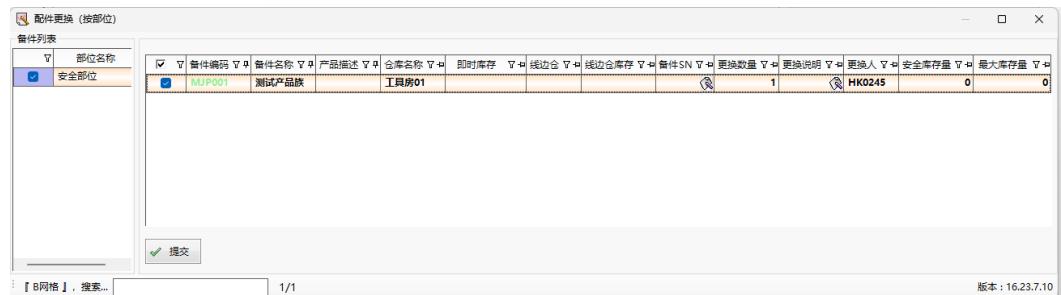 配件更换（按部位）
备件列表
部位名称
安全部位
备件编码 备件名称 产品描述 仓库名称 即时库存 线边仓 线边仓库存 备件SN 更换数量 更换说明 更换人 安全库存量 最大库存量
MJP001 测试产品族 工具房01 1 HK0245 0 0
提交
『 B网格 』, 搜索... 1/1 版本：16.23.7.10